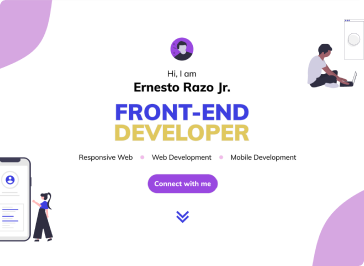 Hi, I am
Ernesto Razo Jr.
FRONT-END
DEVELOPER
Responsive Web • Web Development • Mobile Development
Connect with me